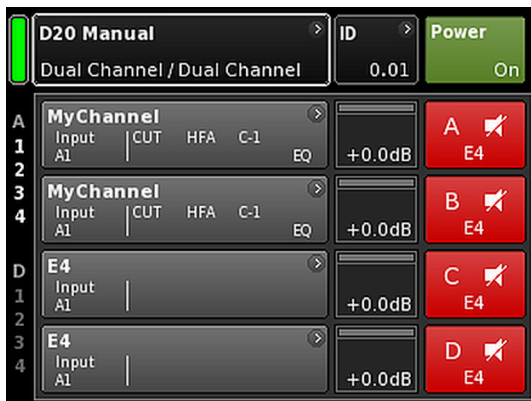 D20 Manual
Dual Channel / Dual Channel
ID
0.01
Power
On
A
1
2
3
4
D
1
2
3
4
MyChannel
Input
A1
CUT HFA C-1
EQ
+0.0dB
A
E4
MyChannel
Input
A1
CUT HFA C-1
EQ
+0.0dB
B
E4
E4
Input
A1
+0.0dB
C
E4
E4
Input
A1
+0.0dB
D
E4